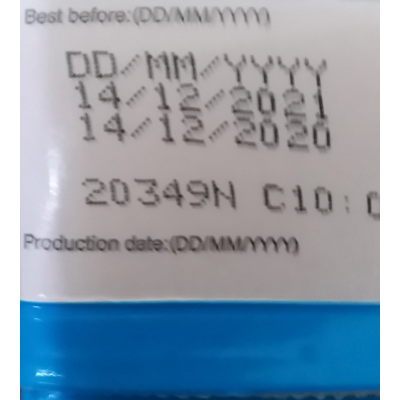 Best before:(DD/MM/YYYY)
DD/MM/YYYY
14/12/2021
14/12/2020
20349N C10:
Production date:(DD/MM/YYYY)